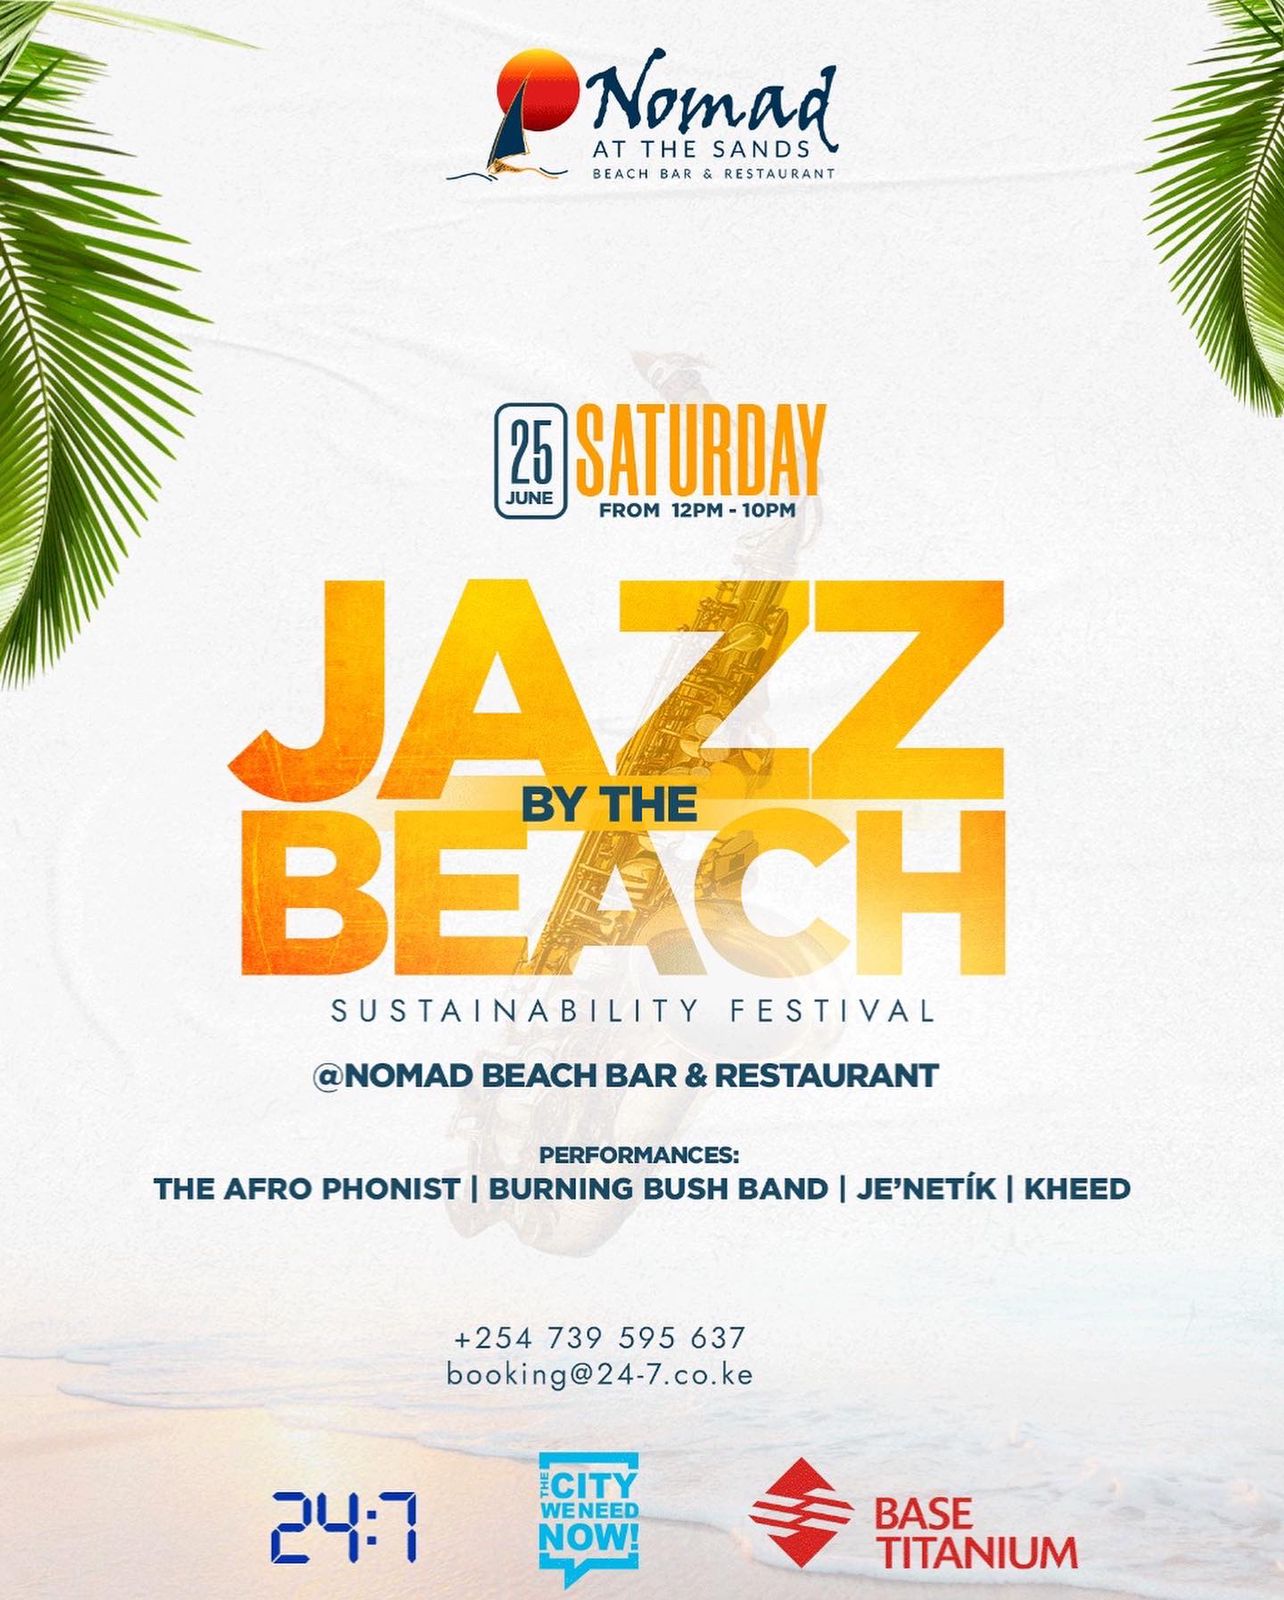 Nomad
AT THE SANDS
BEACH BAR & RESTAURANT
25
JUNE
SATURDAY
FROM 12PM - 10PM
JAZZ
BY THE
BEACH
SUSTAINABILITY FESTIVAL
@NOMAD BEACH BAR & RESTAURANT
PERFORMANCES:
THE AFRO PHONIST | BURNING BUSH BAND | JE’NETÍK | KHEED
+254 739 595 637
booking@24-7.co.ke
24:7
THE
CITY
WE NEED
NOW!
BASE
TITANIUM